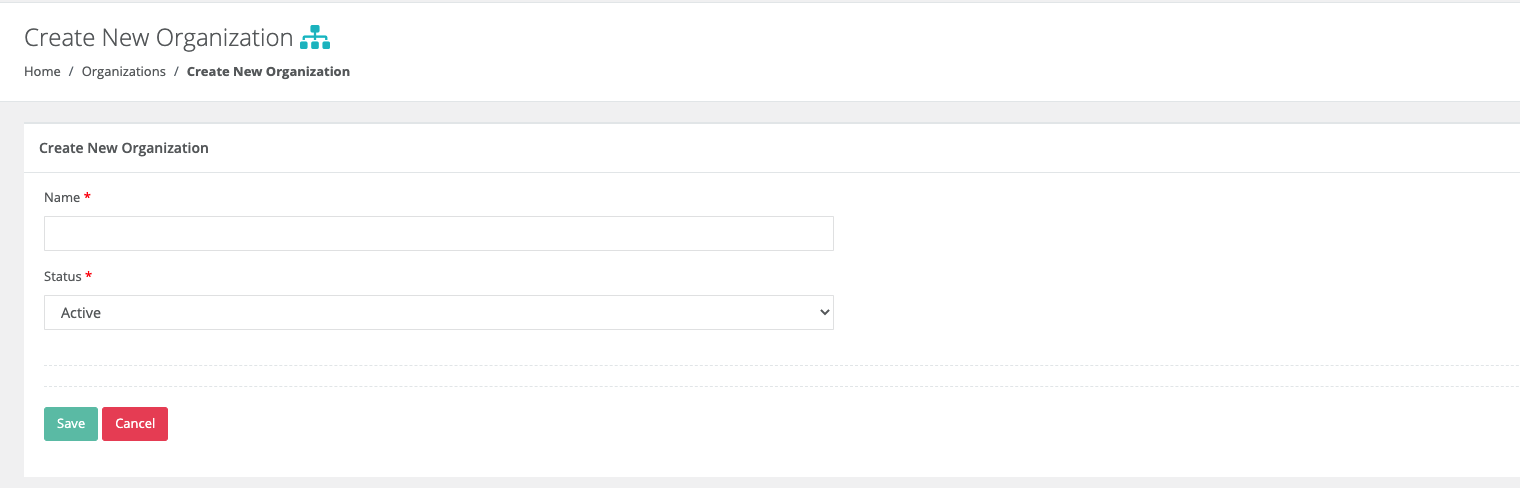 Create New Organization
Home / Organizations / Create New Organization
Create New Organization
Name *
Status *
Active
Save Cancel